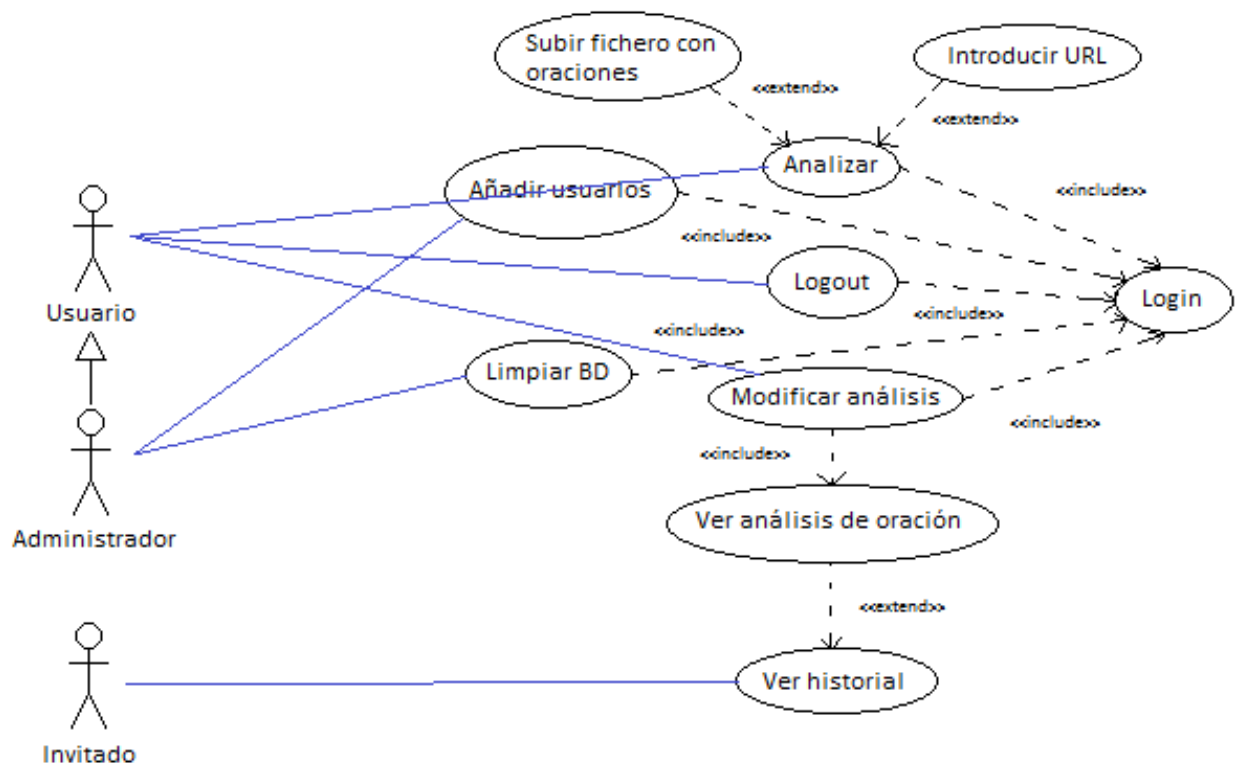 Subir fichero con
oraciones
Introducir URL
<<extend>>
<<extend>>
Analizar
Añadir usuarios
<<include>>
<<include>>
Logout
Login
Usuario
<<include>>
<<include>>
Limpiar BD
Modificar análisis
<<include>>
<<include>>
Ver análisis de oración
Administrador
<<extend>>
Ver historial
Invitado